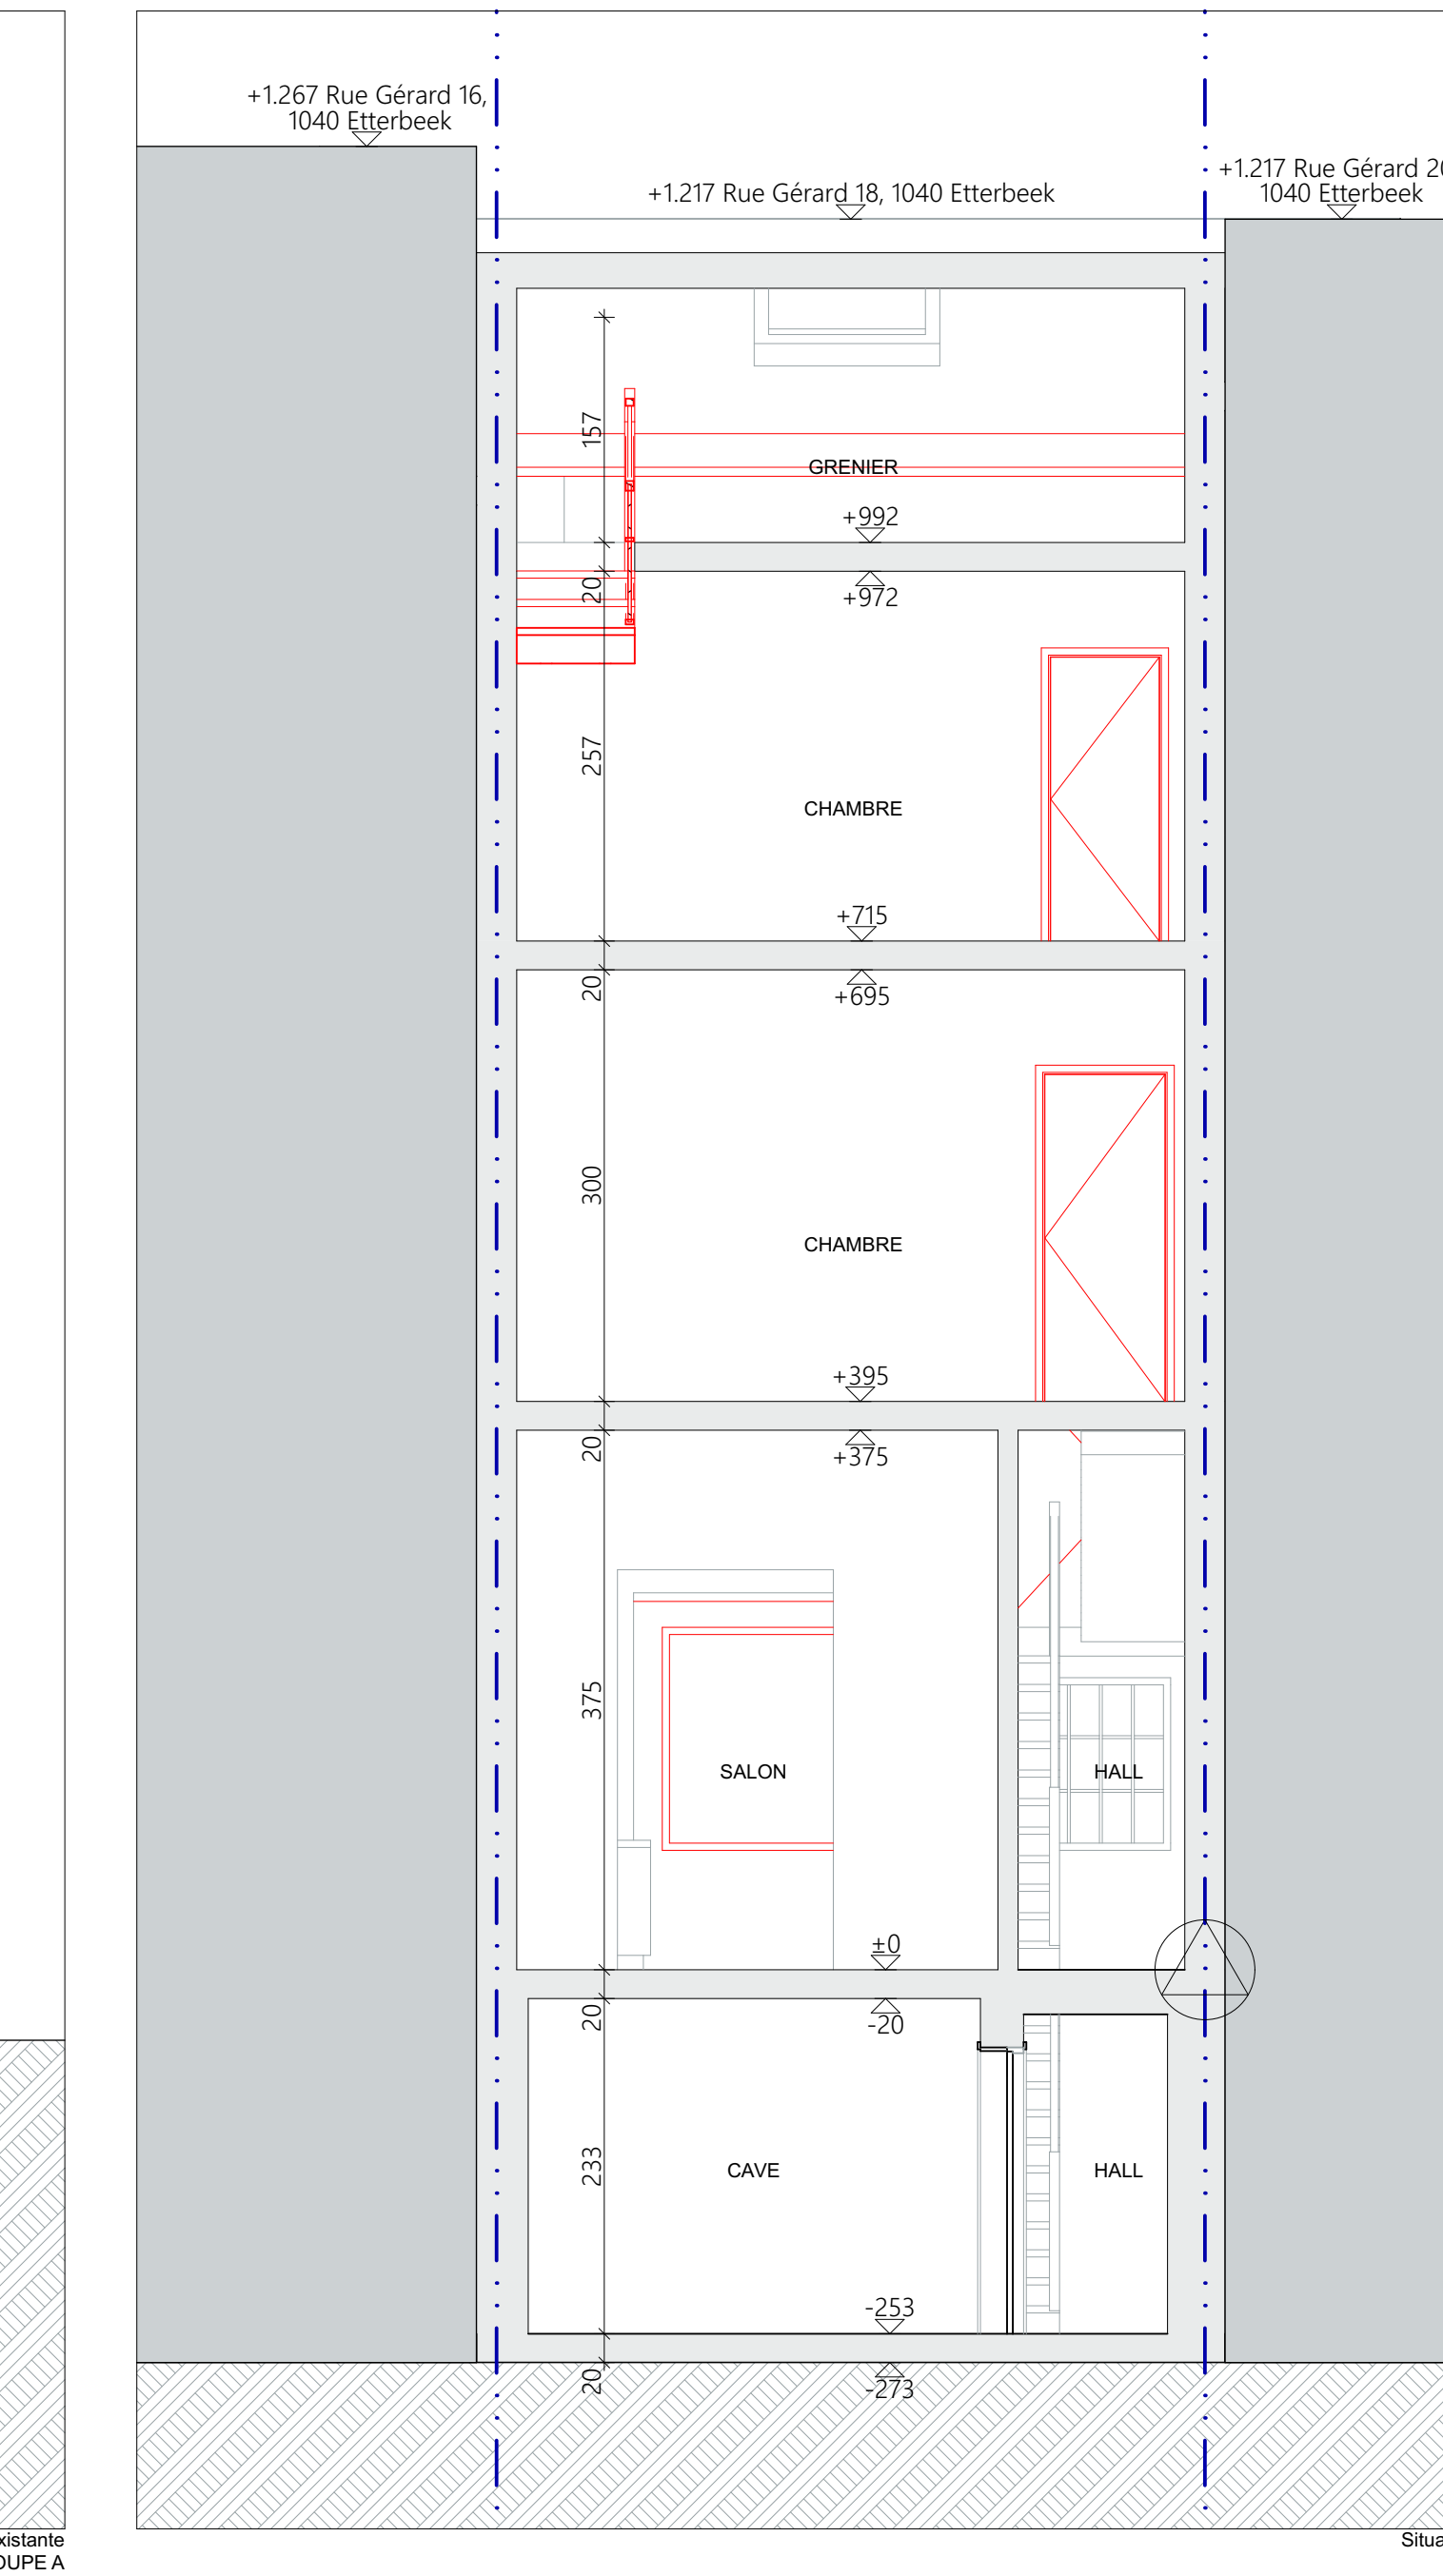 +1.267 Rue Gérard 16,
1040 Etterbeek
+1.217 Rue Gérard 18, 1040 Etterbeek
+1.217 Rue Gérard
1040 Etterbeek
157
GRENIER
+992
20
+972
257
CHAMBRE
+715
20
+695
300
CHAMBRE
+395
20
+375
375
SALON
HALL
±0
20
-20
233
CAVE
HALL
-253
20
-273
xistante
OUPE A
Situa